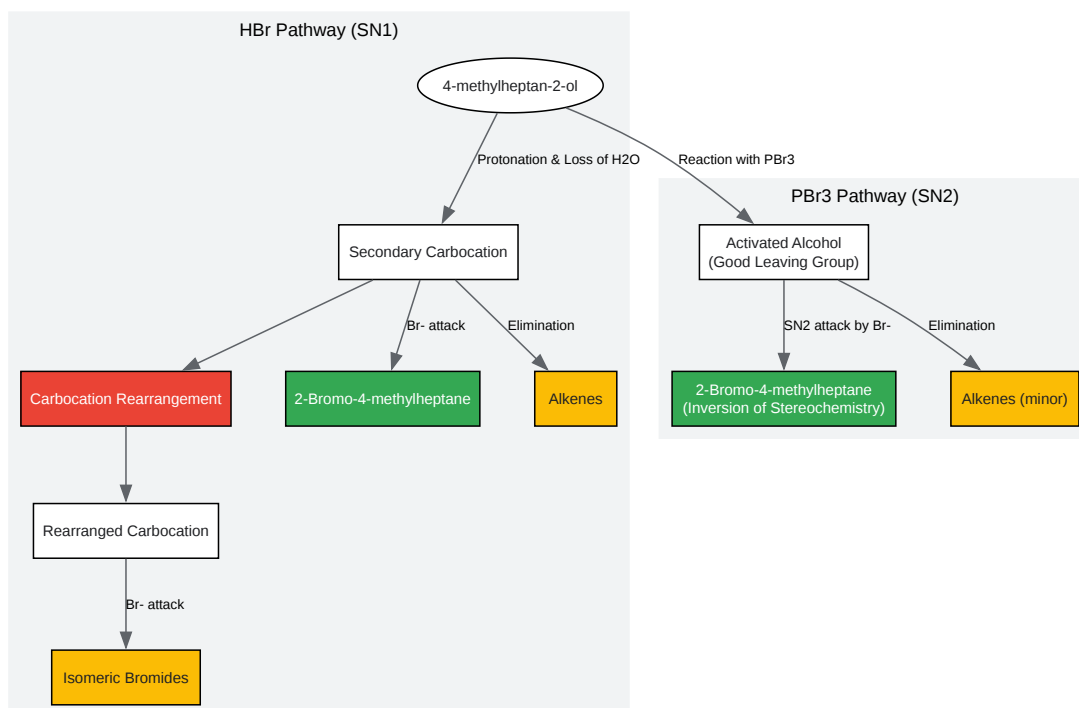 HBr Pathway (SN1)
4-methylheptan-2-ol
Protonation & Loss of H2O
Reaction with PBr3
PBr3 Pathway (SN2)
Secondary Carbocation
Activated Alcohol
(Good Leaving Group)
Br- attack
Elimination
SN2 attack by Br-
Elimination
Carbocation Rearrangement
2-Bromo-4-methylheptane
Alkenes
2-Bromo-4-methylheptane
(Inversion of Stereochemistry)
Alkenes (minor)
Rearranged Carbocation
Br- attack
Isomeric Bromides